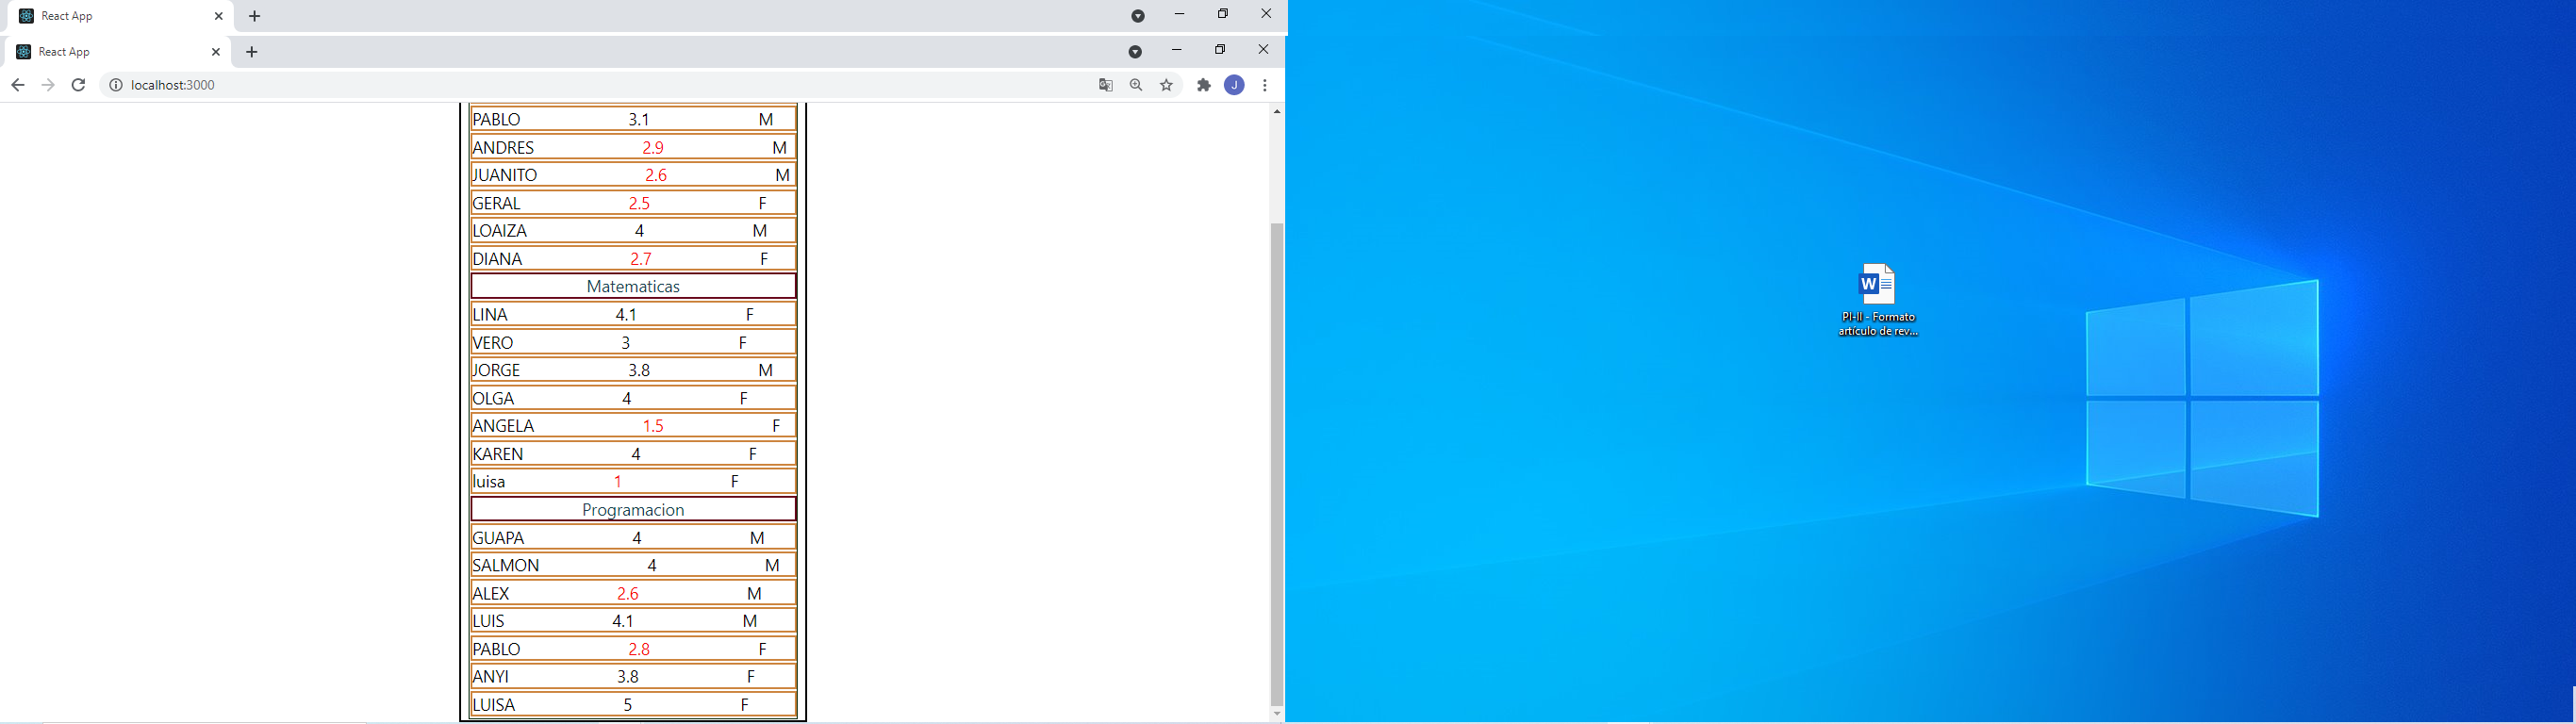 React App
React App
localhost:3000
J
PABLO 3.1 M
ANDRES 2.9 M
JUANITO 2.6 M
GERAL 2.5 F
LOAIZA 4 M
DIANA 2.7 F
Matematicas
LINA 4.1 F
VERO 3 F
JORGE 3.8 M
OLGA 4 F
ANGELA 1.5 F
KAREN 4 F
luisa 1 F
Programacion
GUAPA 4 M
SALMON 4 M
ALEX 2.6 M
LUIS 4.1 M
PABLO 2.8 F
ANYI 3.8 F
LUISA 5 F
W
PI-II - Formato
artículo de rev...